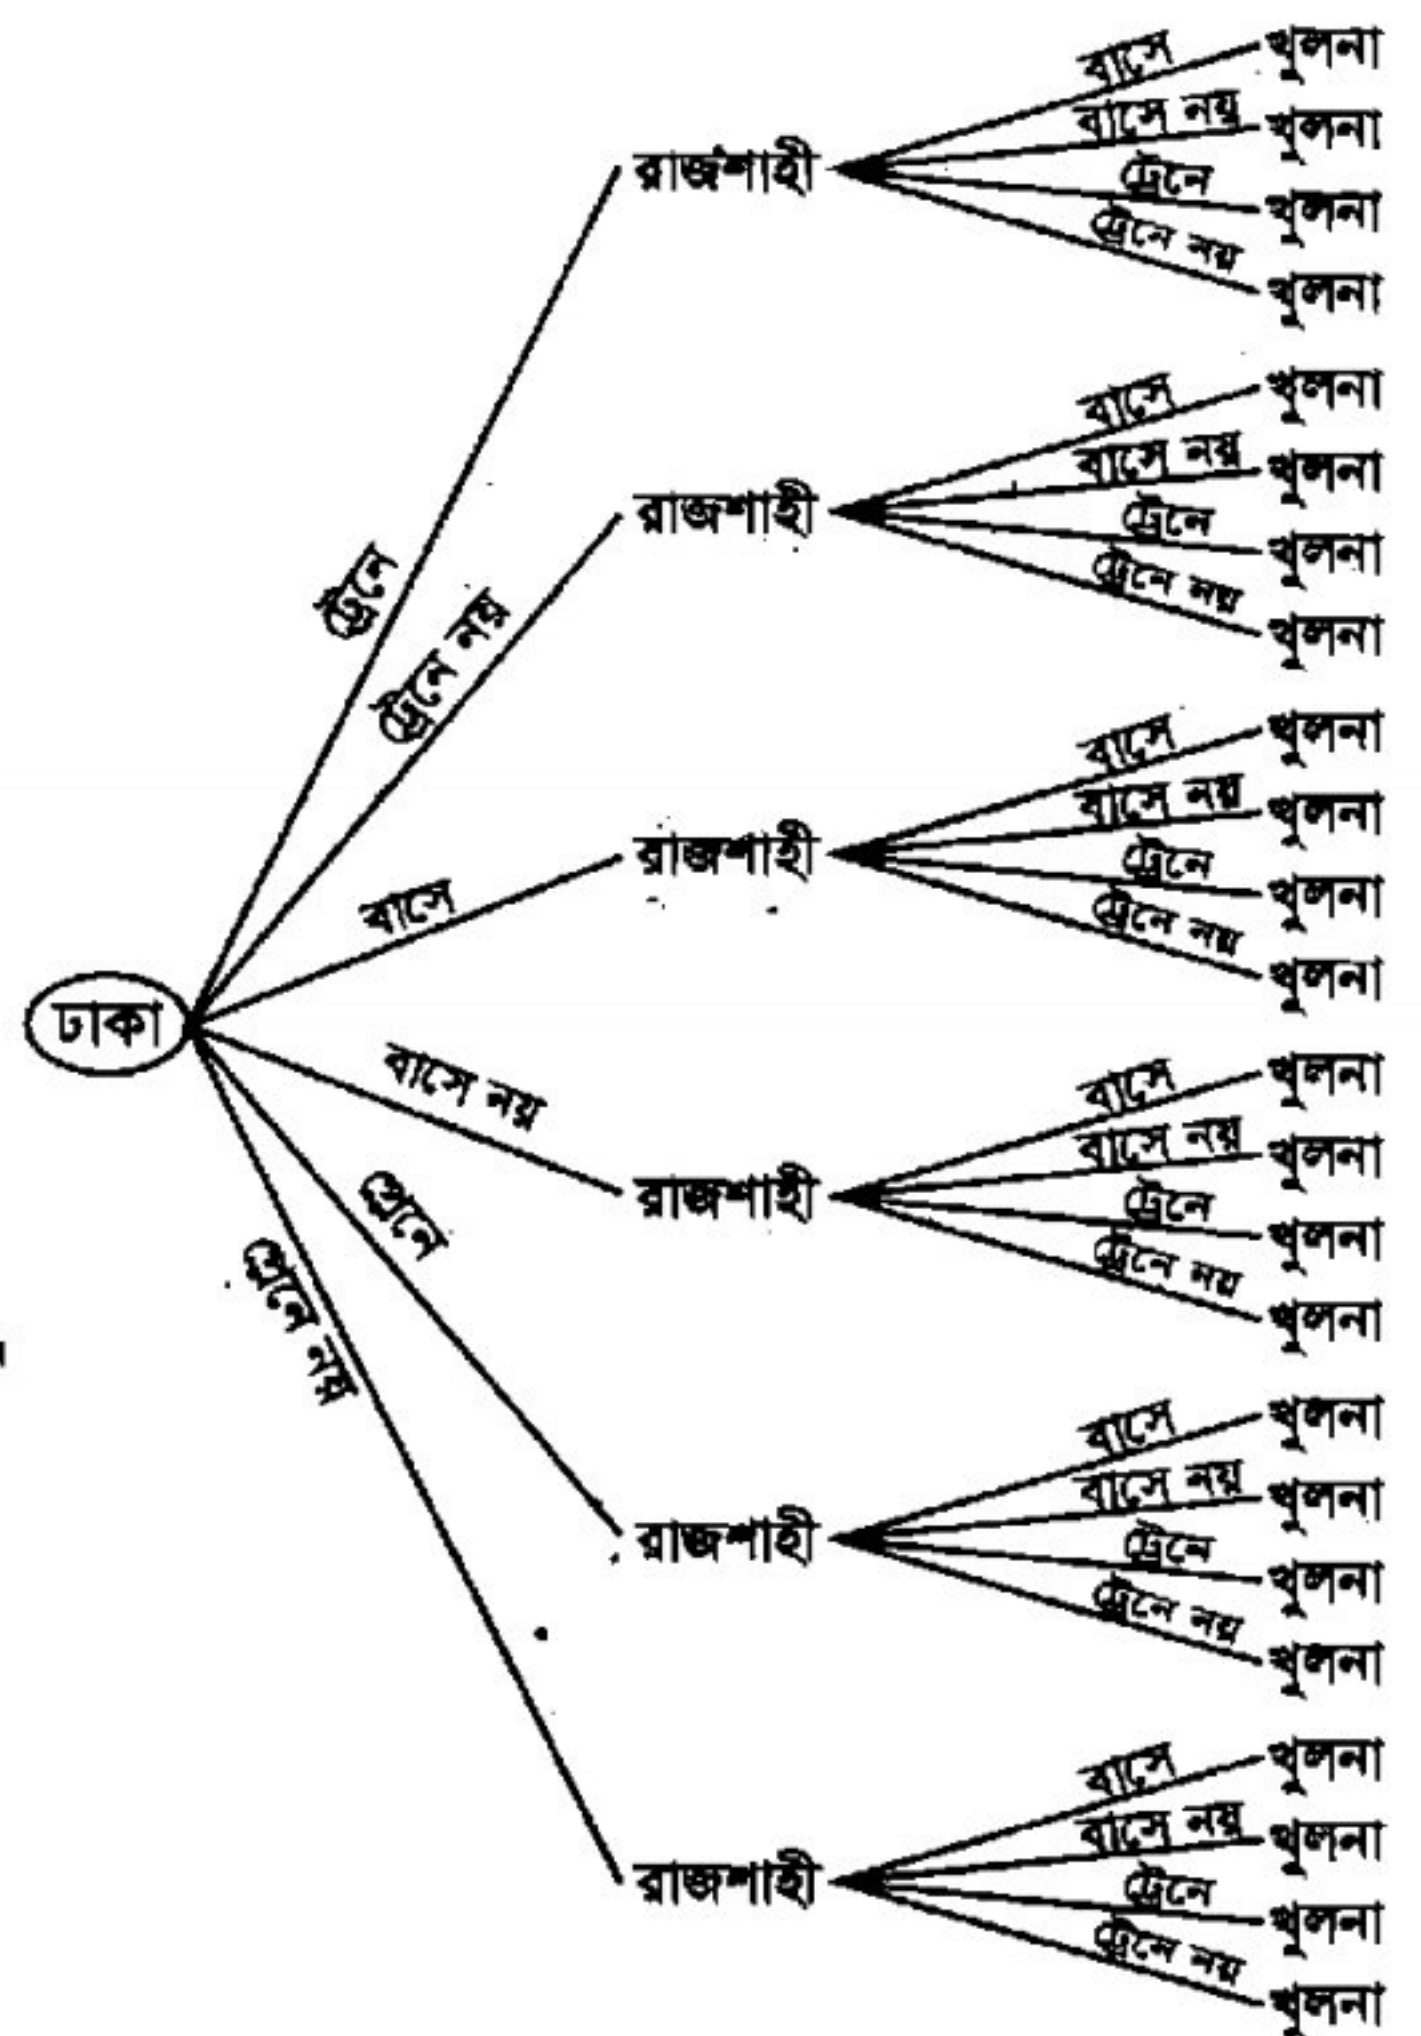 বাসে খুলনা
বাসে নয় খুলনা
রাজশাহী
ট্রেনে খুলনা
ট্রেনে নয় খুলনা
বাসে খুলনা
বাসে নয় খুলনা
রাজশাহী
ট্রেনে খুলনা
ট্রেনে নয় খুলনা
ট্রেনে
ট্রেনে নয়
বাসে খুলনা
বাসে নয় খুলনা
রাজশাহী
ট্রেনে খুলনা
ট্রেনে নয় খুলনা
বাসে
ঢাকা
বাসে নয়
বাসে খুলনা
বাসে নয় খুলনা
রাজশাহী
ট্রেনে খুলনা
ট্রেনে নয় খুলনা
প্লেনে
প্লেনে নয়
বাসে খুলনা
বাসে নয় খুলনা
রাজশাহী
ট্রেনে খুলনা
ট্রেনে নয় খুলনা
বাসে খুলনা
বাসে নয় খুলনা
রাজশাহী
ট্রেনে খুলনা
ট্রেনে নয় খুলনা